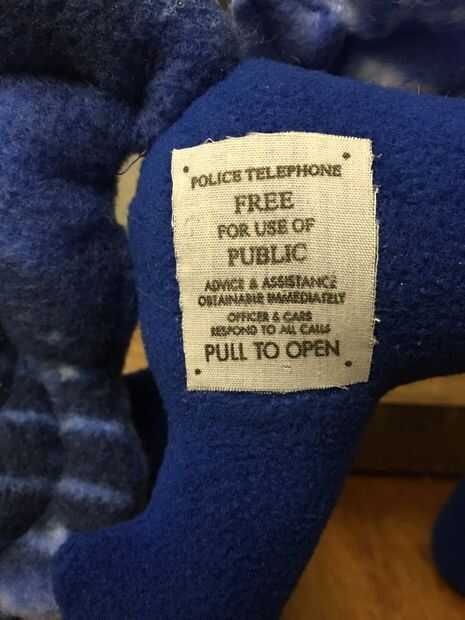 POLICE TELEPHONE
FREE
FOR USE OF
PUBLIC
ADVICE & ASSISTANCE
OBTAINABLE IMMEDIATELY
OFFICER & CARS
RESPOND TO ALL CALLS
PULL TO OPEN